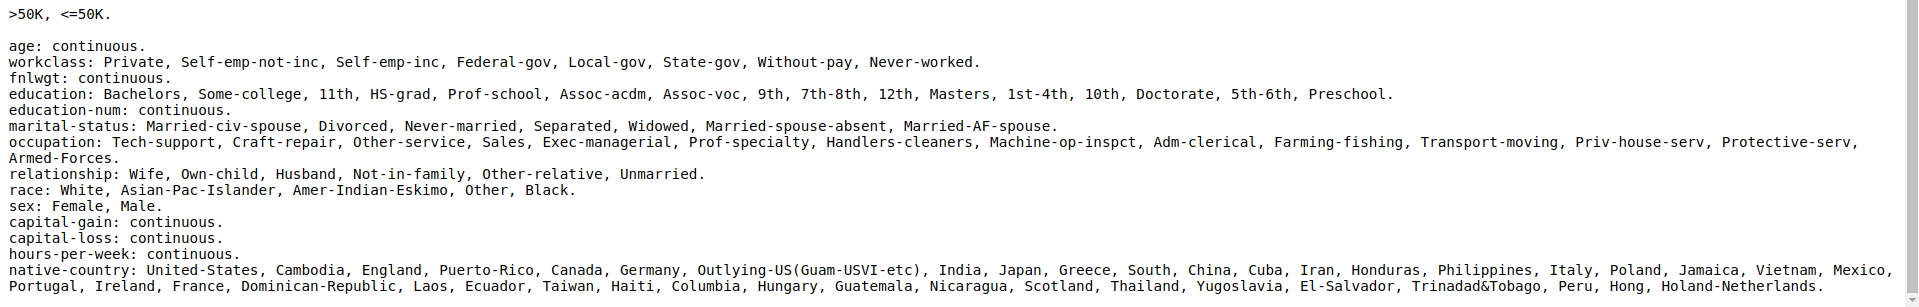 >50K, <=50K.

age: continuous.
workclass: Private, Self-emp-not-inc, Self-emp-inc, Federal-gov, Local-gov, State-gov, Without-pay, Never-worked.
fnlwgt: continuous.
education: Bachelors, Some-college, 11th, HS-grad, Prof-school, Assoc-acdm, Assoc-voc, 9th, 7th-8th, 12th, Masters, 1st-4th, 10th, Doctorate, 5th-6th, Preschool.
education-num: continuous.
marital-status: Married-civ-spouse, Divorced, Never-married, Separated, Widowed, Married-spouse-absent, Married-AF-spouse.
occupation: Tech-support, Craft-repair, Other-service, Sales, Exec-managerial, Prof-specialty, Handlers-cleaners, Machine-op-inspct, Adm-clerical, Farming-fishing, Transport-moving, Priv-house-serv, Protective-serv,
Armed-Forces.
relationship: Wife, Own-child, Husband, Not-in-family, Other-relative, Unmarried.
race: White, Asian-Pac-Islander, Amer-Indian-Eskimo, Other, Black.
sex: Female, Male.
capital-gain: continuous.
capital-loss: continuous.
hours-per-week: continuous.
native-country: United-States, Cambodia, England, Puerto-Rico, Canada, Germany, Outlying-US(Guam-USVI-etc), India, Japan, Greece, South, China, Cuba, Iran, Honduras, Philippines, Italy, Poland, Jamaica, Vietnam, Mexico,
Portugal, Ireland, France, Dominican-Republic, Laos, Ecuador, Taiwan, Haiti, Columbia, Hungary, Guatemala, Nicaragua, Scotland, Thailand, Yugoslavia, El-Salvador, Trinadad&Tobago, Peru, Hong, Holand-Netherlands.